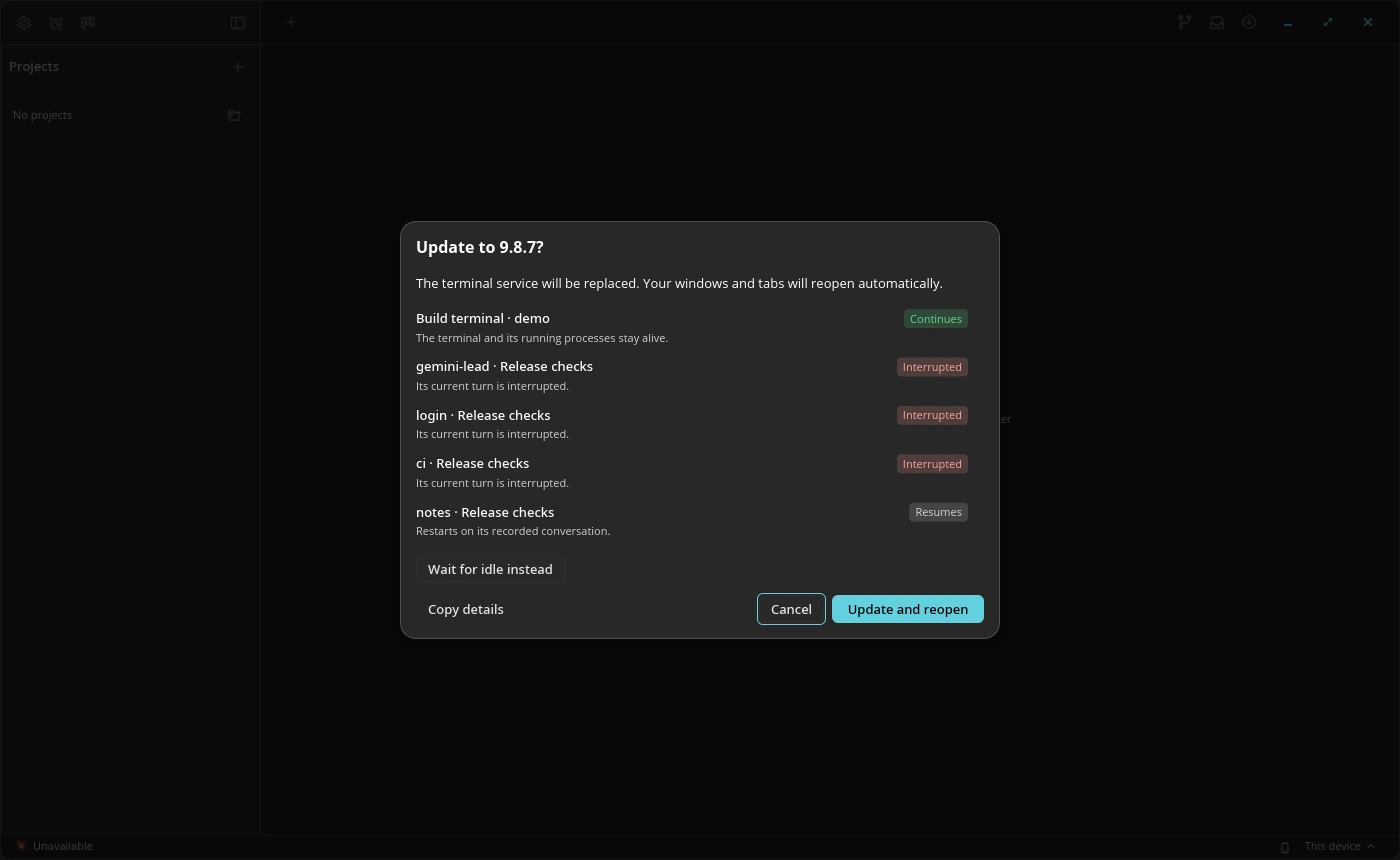 Projects
No projects
Update to 9.8.7?
The terminal service will be replaced. Your windows and tabs will reopen automatically.
Build terminal · demo
Continues
The terminal and its running processes stay alive.
gemini-lead · Release checks
Interrupted
Its current turn is interrupted.
login · Release checks
Interrupted
Its current turn is interrupted.
er
ci · Release checks
Interrupted
Its current turn is interrupted.
notes · Release checks
Resumes
Restarts on its recorded conversation.
Wait for idle instead
Copy details
Cancel
Update and reopen
Unavailable
This device